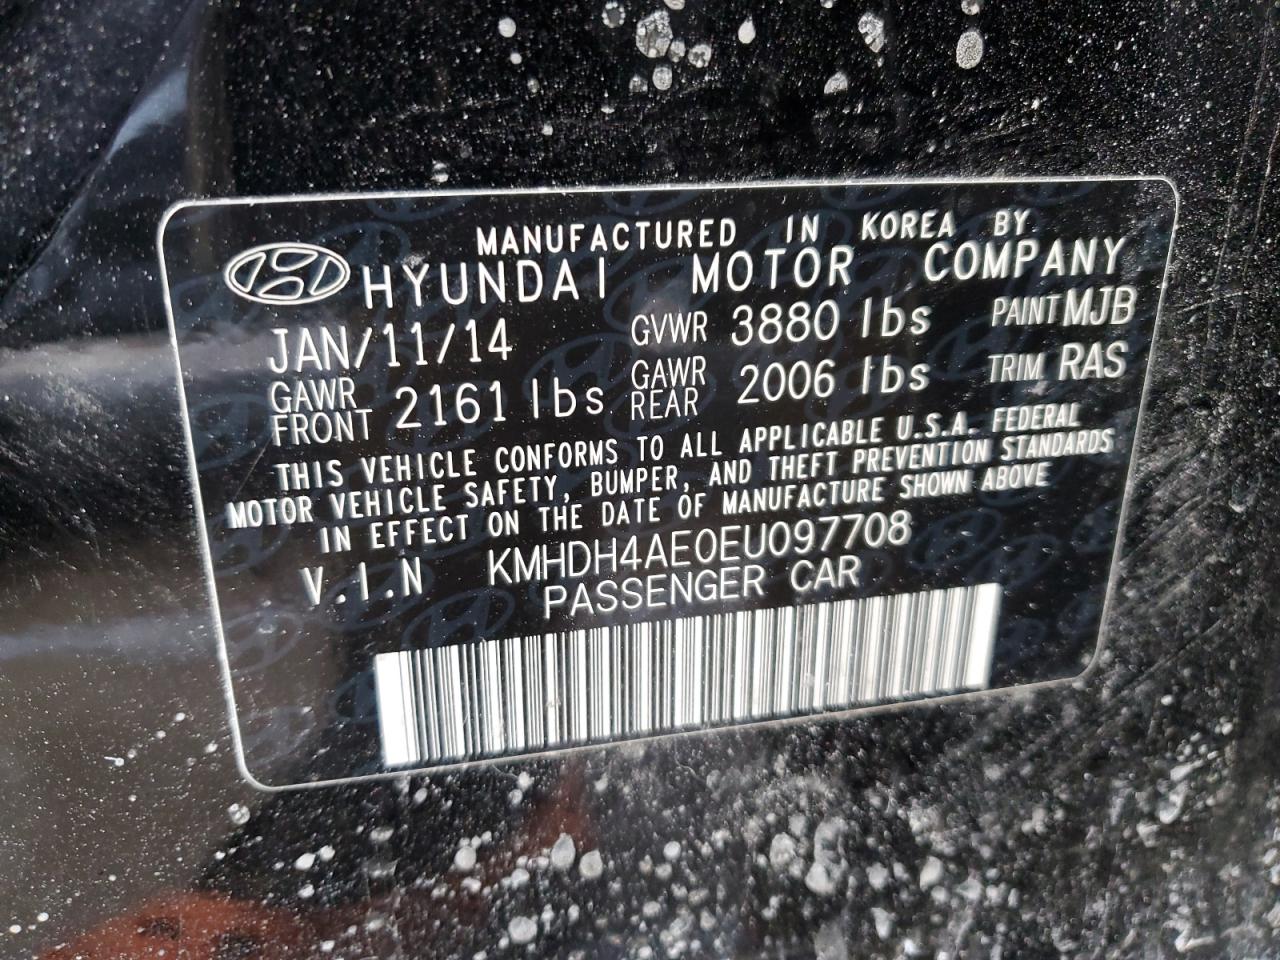 MANUFACTURED IN KOREA BY
HYUNDAI MOTOR COMPANY
JAN/11/14 GVWR 3880 lbs PAINT MJB
GAWR FRONT 2161 lbs GAWR REAR 2006 lbs TRIM RAS
THIS VEHICLE CONFORMS TO ALL APPLICABLE U.S.A. FEDERAL
MOTOR VEHICLE SAFETY, BUMPER, AND THEFT PREVENTION STANDARDS
IN EFFECT ON THE DATE OF MANUFACTURE SHOWN ABOVE
V.I.N KMHDH4AE0EU097708
PASSENGER CAR